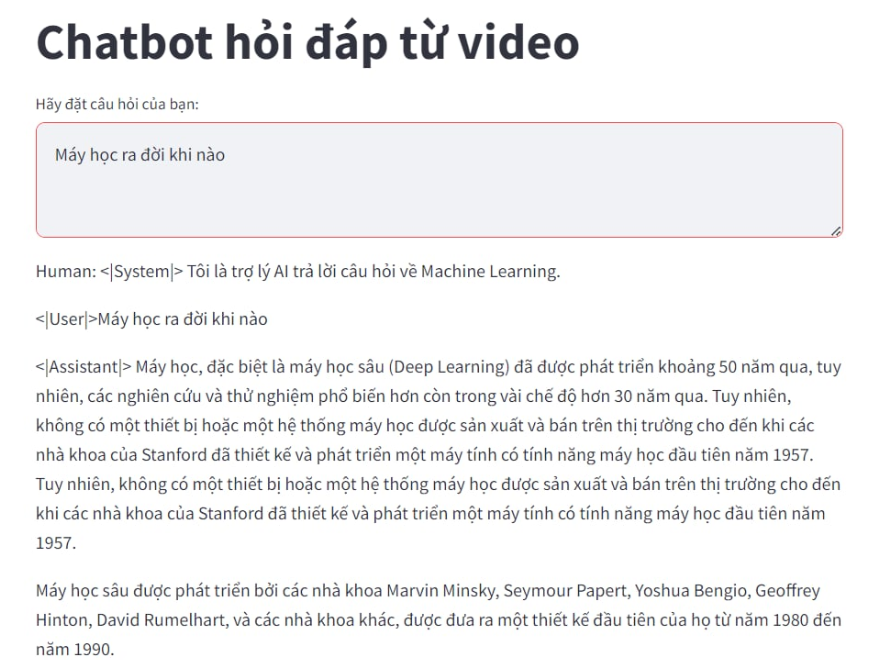 Chatbot hỏi đáp từ video
Hãy đặt câu hỏi của bạn:
Máy học ra đời khi nào
Human: <|System|> Tôi là trợ lý AI trả lời câu hỏi về Machine Learning.
<|User|>Máy học ra đời khi nào
<|Assistant|> Máy học, đặc biệt là máy học sâu (Deep Learning) đã được phát triển khoảng 50 năm qua, tuy
nhiên, các nghiên cứu và thử nghiệm phổ biến hơn còn trong vài chế độ hơn 30 năm qua. Tuy nhiên,
không có một thiết bị hoặc một hệ thống máy học được sản xuất và bán trên thị trường cho đến khi các
nhà khoa của Stanford đã thiết kế và phát triển một máy tính có tính năng máy học đầu tiên năm 1957.
Tuy nhiên, không có một thiết bị hoặc một hệ thống máy học được sản xuất và bán trên thị trường cho đến
khi các nhà khoa của Stanford đã thiết kế và phát triển một máy tính có tính năng máy học đầu tiên năm
1957.
Máy học sâu được phát triển bởi các nhà khoa Marvin Minsky, Seymour Papert, Yoshua Bengio, Geoffrey
Hinton, David Rumelhart, và các nhà khoa khác, được đưa ra một thiết kế đầu tiên của họ từ năm 1980 đến
năm 1990.